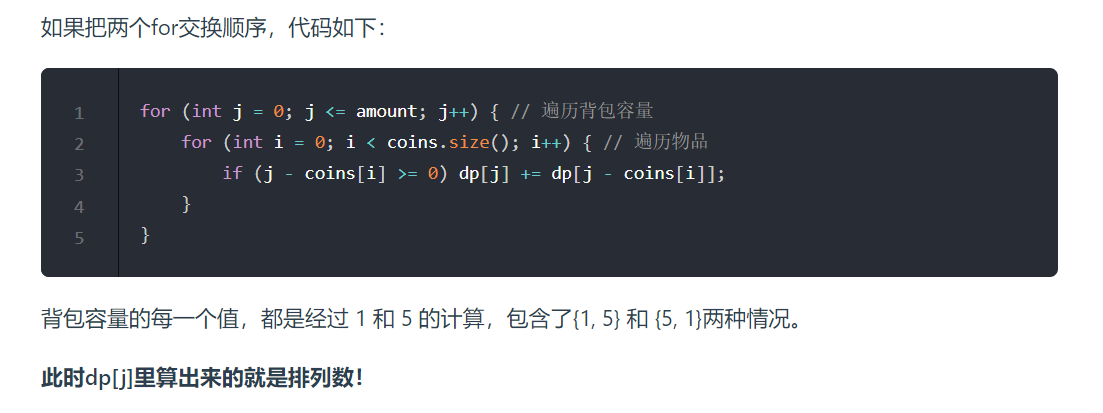 如果把两个for交换顺序，代码如下：
1 for (int j = 0; j <= amount; j++) { // 遍历背包容量
2     for (int i = 0; i < coins.size(); i++) { // 遍历物品
3         if (j - coins[i] >= 0) dp[j] += dp[j - coins[i]];
4     }
5 }
背包容量的每一个值，都是经过 1 和 5 的计算，包含了{1, 5} 和 {5, 1}两种情况。
此时dp[j]里算出来的就是排列数！